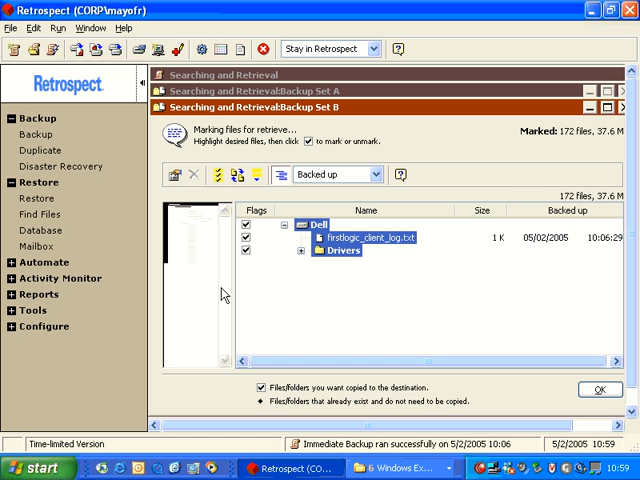 Retrospect (CORP\mayofr)
File Edit Run Window Help
Stay in Retrospect
Retrospect.
Backup
Backup
Duplicate
Disaster Recovery
Restore
Restore
Find Files
Database
Mailbox
Automate
Activity Monitor
Reports
Tools
Configure
Searching and Retrieval
Searching and Retrieval:Backup Set A
Searching and Retrieval:Backup Set B
Marking files for retrieve...
Highlight desired files, then click to mark or unmark.
Marked: 172 files, 37.6 M
Backed up
172 files, 37.6 M
Flags Name Size Backed up
Dell
firstlogic_client_log.txt 1 K 05/02/2005 10:06:29
Drivers
Files/folders you want copied to the destination.
Files/folders that already exist and do not need to be copied.
OK
Time-limited Version
Immediate Backup ran successfully on 5/2/2005 10:06
5/2/2005 10:59
start
Retrospect (CO...
6 Windows Ex...
10:59